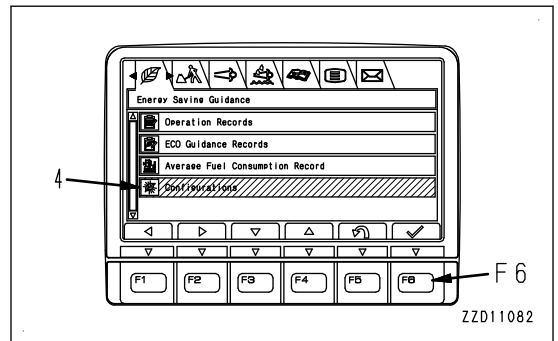 Energy Saving Guidance
Operation Records
ECO Guidance Records
Average Fuel Consumption Record
4
Configurations
F1 F2 F3 F4 F5 F6
F6
ZZD11082